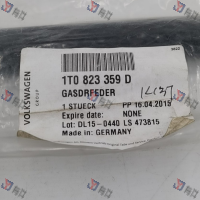 VOLKSWAGEN
GROUP
1T0 823 359 D
GASDRFEDER
1 STUECK PP 16.04.2015
Expire date: NONE
Lot: DL15-0440 LS 473815
Made in: GERMANY